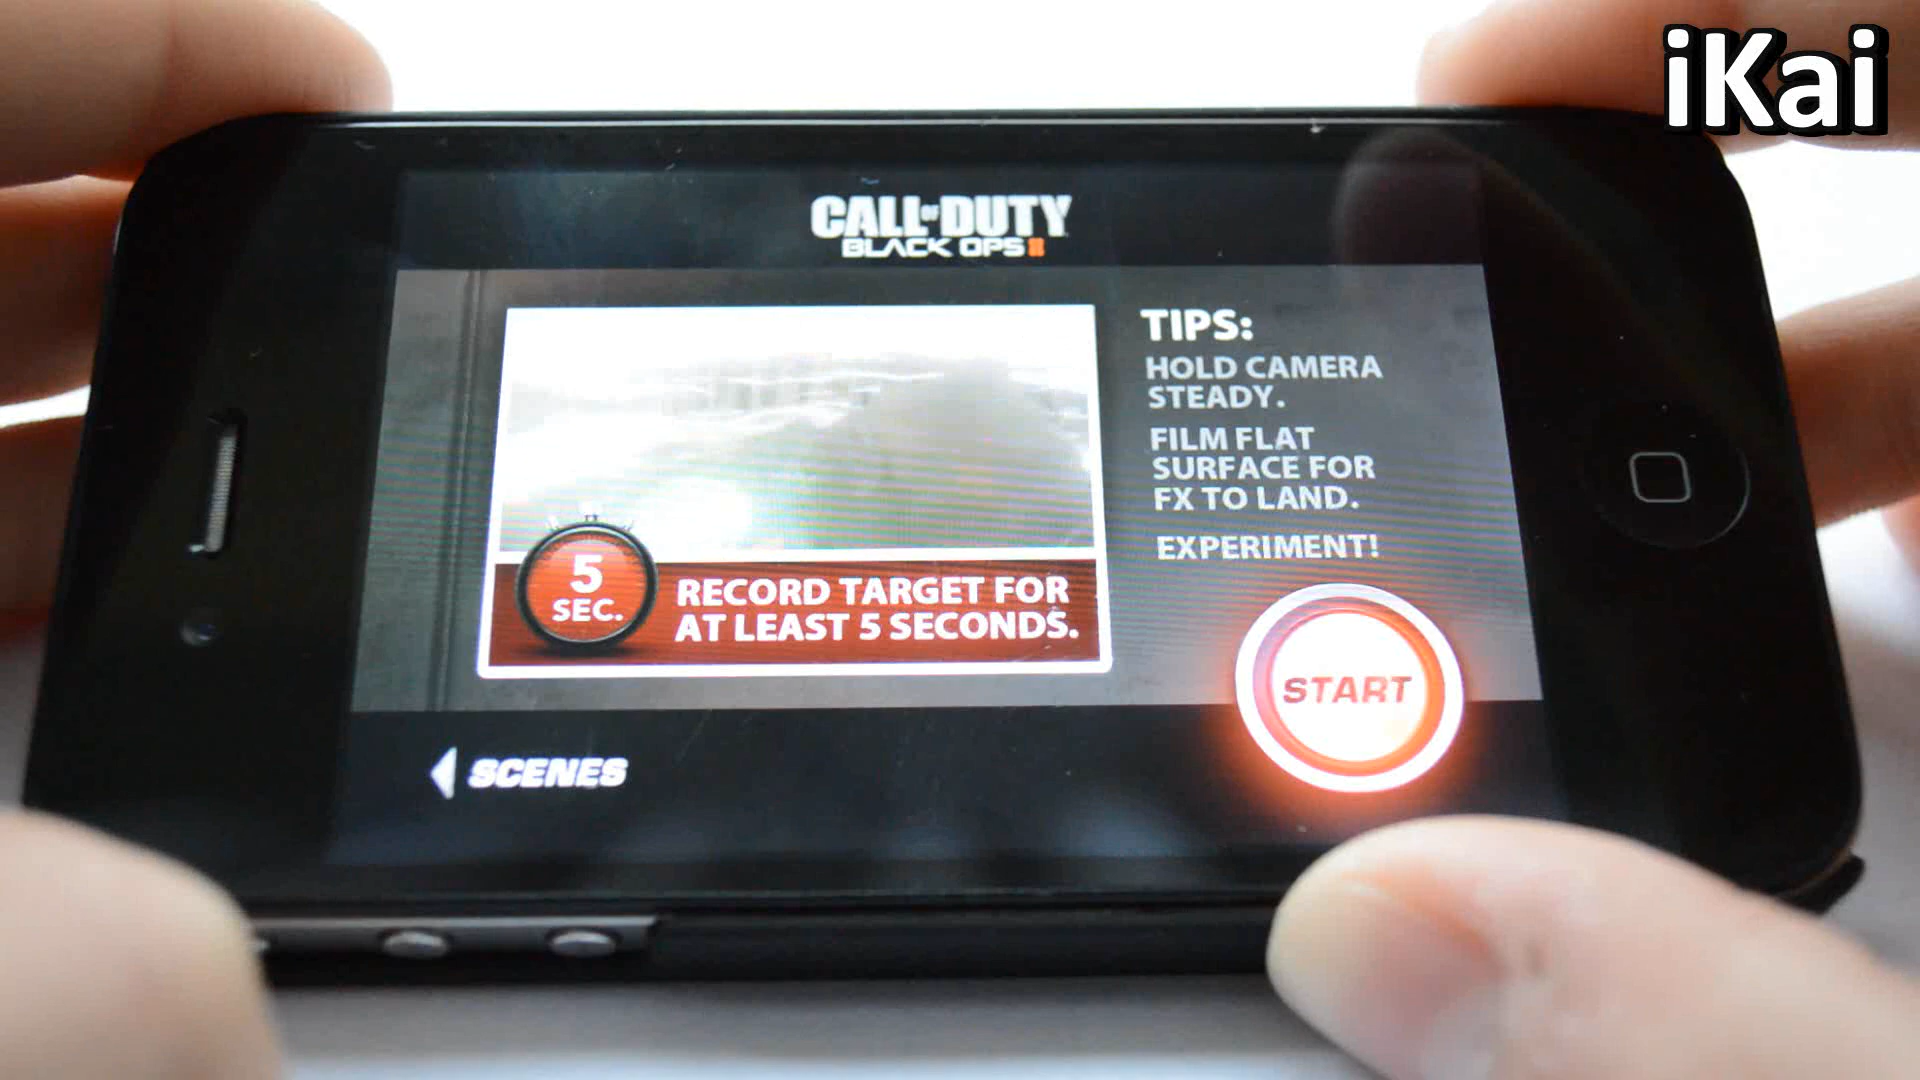 iKai
CALL OF DUTY
BLACK OPS II
TIPS:
HOLD CAMERA
STEADY.
FILM FLAT
SURFACE FOR
FX TO LAND.
EXPERIMENT!
5
SEC.
RECORD TARGET FOR
AT LEAST 5 SECONDS.
START
SCENES